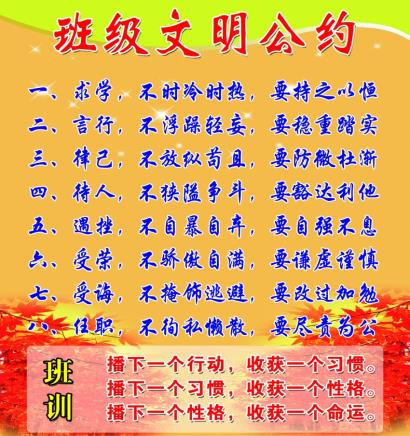 班级文明公约
一、求学，不时冷时热，要持之以恒
二、言行，不浮躁轻妄，要稳重踏实
三、律己，不放纵苟且，要防微杜渐
四、待人，不狭隘争斗，要豁达利他
五、遇挫，不自暴自弃，要自强不息
六、受荣，不骄傲自满，要谦虚谨慎
七、受诲，不掩饰逃避，要改过加勉
八、任职，不徇私懒散，要尽责为公
班训
播下一个行动，收获一个习惯。
播下一个习惯，收获一个性格。
播下一个性格，收获一个命运。